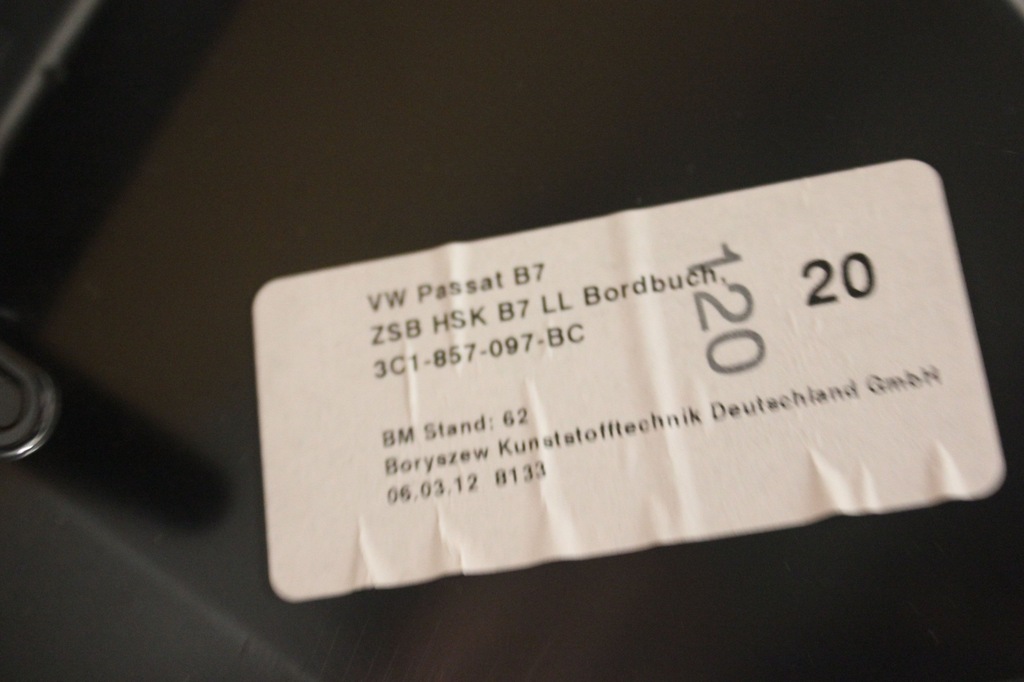 VW Passat B7
ZSB HSK B7 LL Bordbuch,
3C1-857-097-BC
120
20
BM Stand: 62
Boryszew Kunststofftechnik Deutschland GmbH
06.03.12 8133